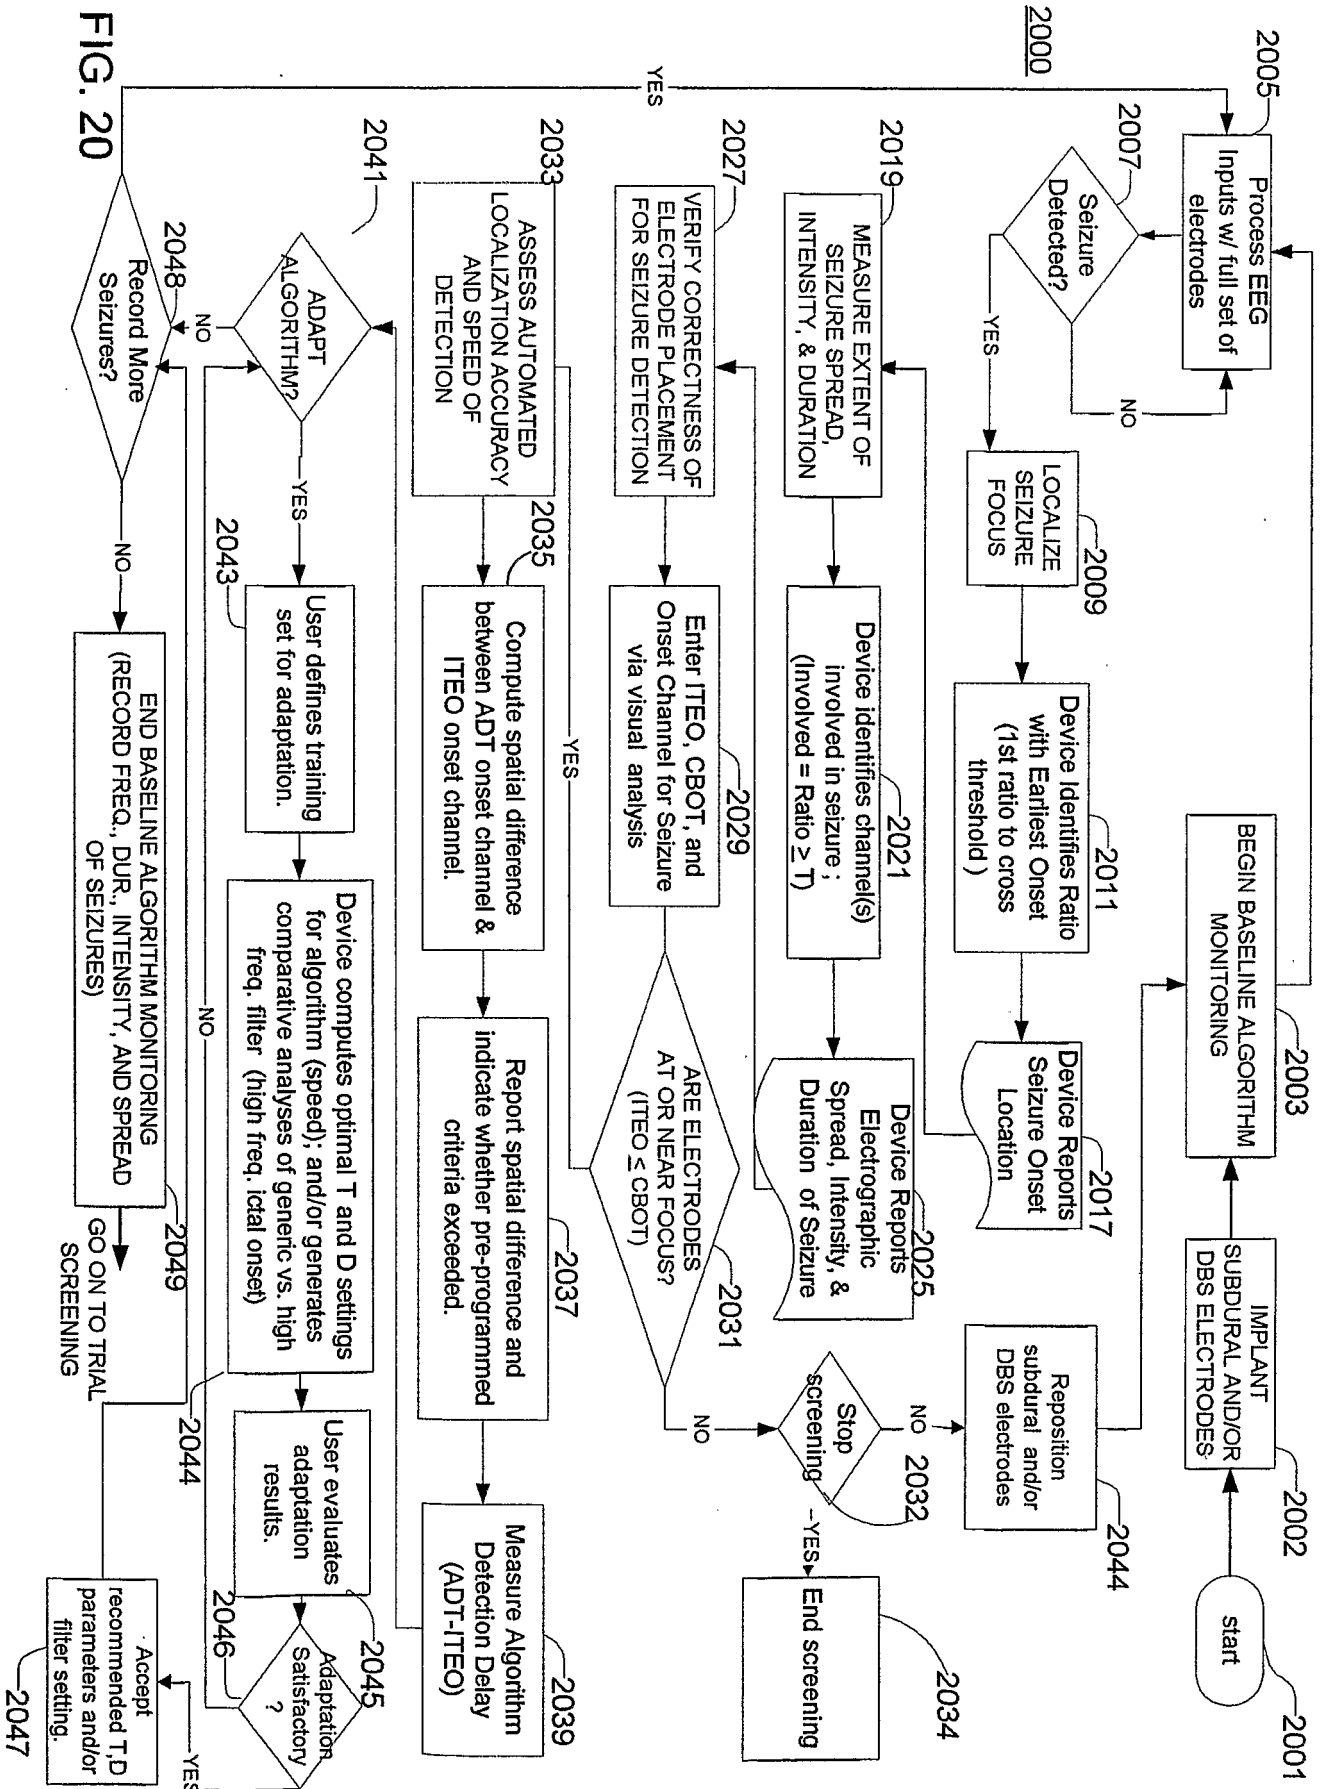 2000
start
2001
IMPLANT
SUBDURAL AND/OR
DBS ELECTRODES
2002
BEGIN BASELINE ALGORITHM
MONITORING
2003
2005
Process EEG
Inputs w/ full set of
electrodes
2007
Seizure
Detected?
NO
YES
LOCALIZE
SEIZURE
FOCUS
2009
Device Identifies Ratio
with Earliest Onset
(1st ratio to cross
threshold )
2011
Device Reports
Seizure Onset
Location
2017
2019
MEASURE EXTENT OF
SEIZURE SPREAD,
INTENSITY, & DURATION
Device identifies channel(s)
involved in seizure ;
(Involved = Ratio ≥ T)
2021
Device Reports
Electrographic
Spread, Intensity, &
Duration of Seizure
2025
2027
VERIFY CORRECTNESS OF
ELECTRODE PLACEMENT
FOR SEIZURE DETECTION
Enter ITEO, CBOT, and
Onset Channel for Seizure
via visual analysis
2029
ARE ELECTRODES
AT OR NEAR FOCUS?
(ITEO ≤ CBOT)
2031
NO
YES
Stop
screening
2032
NO
Reposition
subdural and/or
DBS electrodes
2044
YES
End screening
2034
2033
ASSESS AUTOMATED
LOCALIZATION ACCURACY
AND SPEED OF
DETECTION
2035
Compute spatial difference
between ADT onset channel &
ITEO onset channel.
Report spatial difference and
indicate whether pre-programmed
criteria exceeded.
2037
Measure Algorithm
Detection Delay
(ADT-ITEO)
2039
2041
ADAPT
ALGORITHM?
YES
NO
2043
User defines training
set for adaptation.
Device computes optimal T and D settings
for algorithm (speed); and/or generates
comparative analyses of generic vs. high
freq. filter (high freq. ictal onset)
2044
User evaluates
adaptation
results.
2045
2046
Adaptation
Satisfactory
?
NO
YES
Accept
recommended T,D
parameters and/or
filter setting.
2047
2048
Record More
Seizures?
YES
NO
END BASELINE ALGORITHM MONITORING
(RECORD FREQ., DUR., INTENSITY, AND SPREAD
OF SEIZURES)
2049
GO ON TO TRIAL
SCREENING
FIG. 20